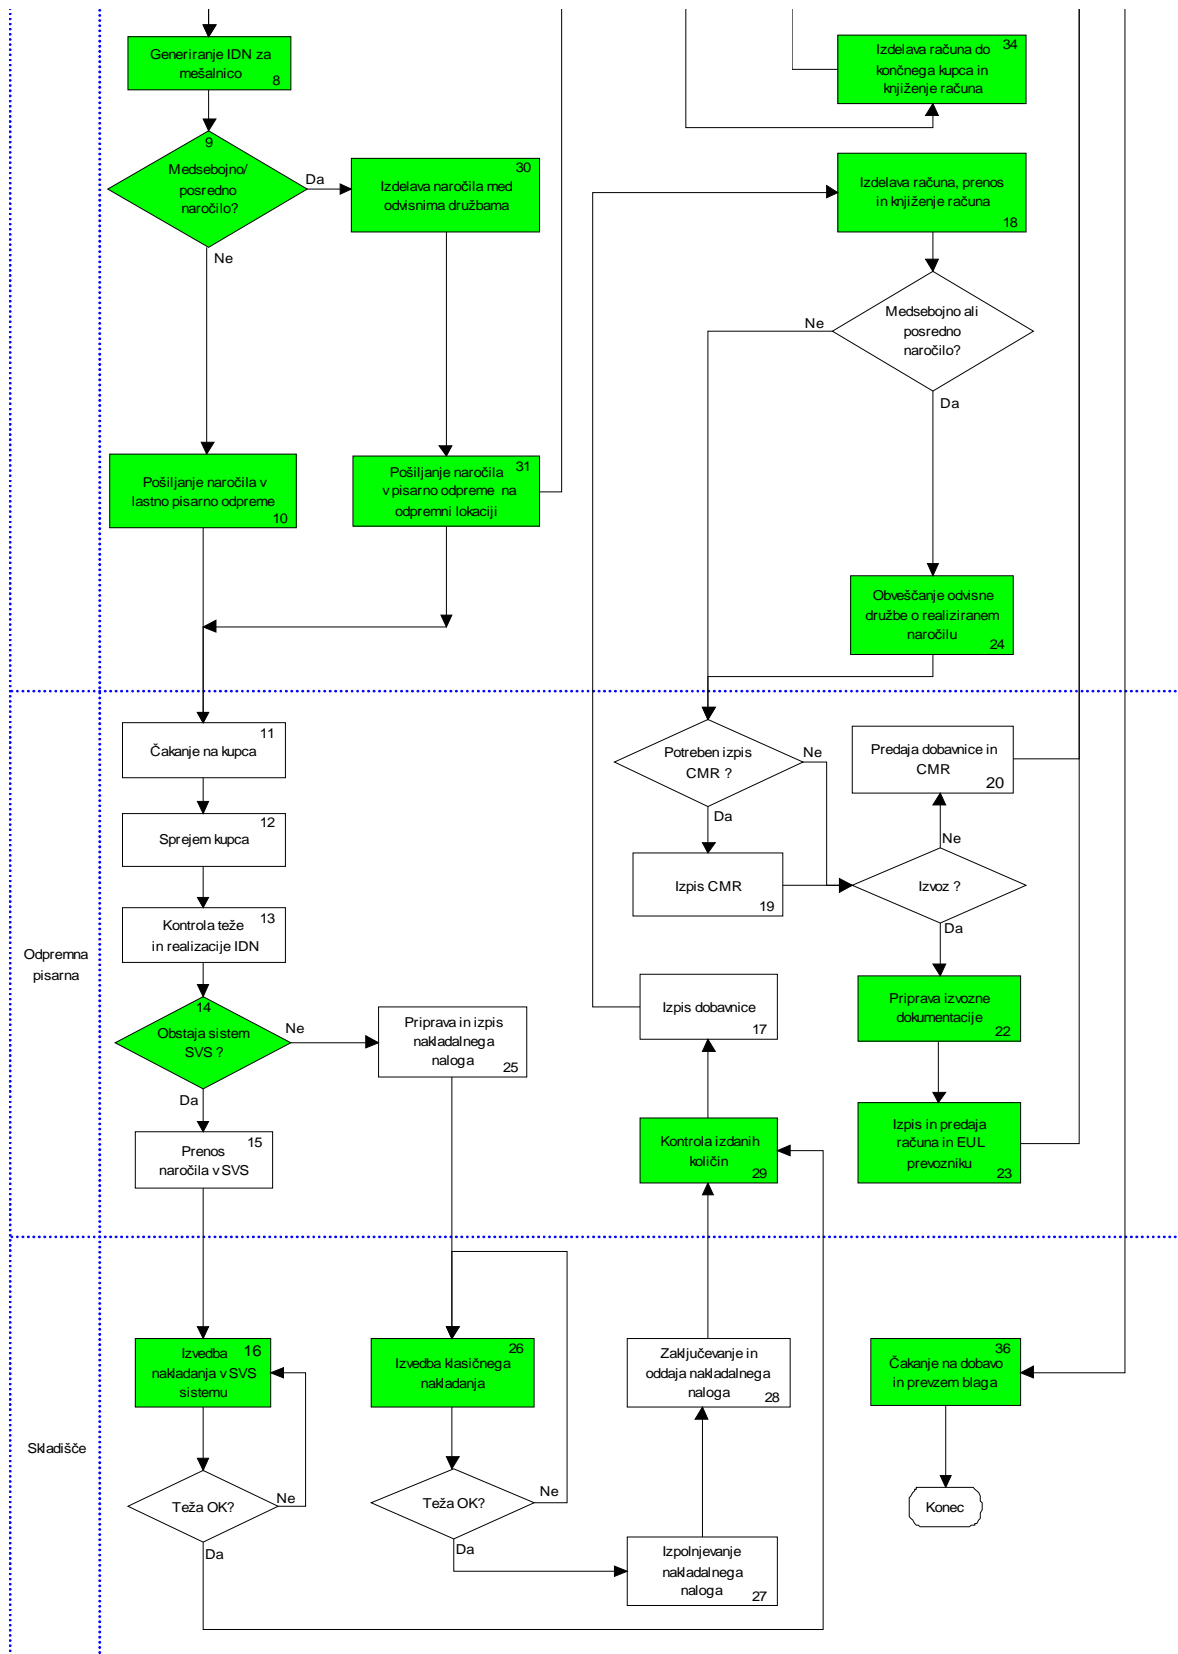 Generiranje IDN za
mešalnico
8
9
Medsebojno/
posredno
naročilo?
Da
Ne
30
Izdelava naročila med
odvisnima družbama
Pošiljanje naročila v
lastno pisarno odpreme
10
Pošiljanje naročila
31
v pisarno odpreme na
odpremni lokaciji
34
Izdelava računa do
končnega kupca in
knjiženje računa
Izdelava računa, prenos
in knjiženje računa
18
Medsebojno ali
posredno
naročilo?
Ne
Da
Obveščanje odvisne
družbe o realiziranem
naročilu
24
Odpremna
pisarna
11
Čakanje na kupca
12
Sprejem kupca
13
Kontrola teže
in realizacije IDN
14
Obstaja sistem
SVS ?
Ne
Da
15
Prenos
naročila v SVS
Priprava in izpis
nakladalnega
naloga
25
Potreben izpis
CMR ?
Ne
Da
Izpis CMR
19
Predaja dobavnice in
CMR
20
Ne
Izvoz ?
Da
Izpis dobavnice
17
Priprava izvozne
dokumentacije
22
Kontrola izdanih
količin
29
Izpis in predaja
računa in EUL
prevozniku
23
Skladišče
Izvedba
16
nakladanja v SVS
sistemu
Teža OK?
Ne
Da
26
Izvedba klasičnega
nakladanja
Teža OK?
Ne
Da
Zaključevanje in
oddaja nakladalnega
naloga
28
Izpolnjevanje
nakladalnega
naloga
27
36
Čakanje na dobavo
in prevzem blaga
Konec